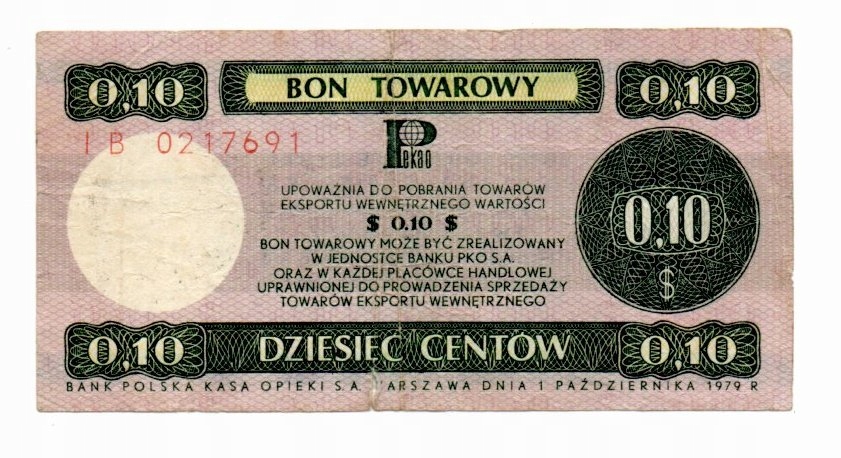 0,10 BON TOWAROWY 0,10
I B 0217691
Pekao
UPOWAŻNIA DO POBRANIA TOWARÓW
EKSPORTU WEWNĘTRZNEGO WARTOŚCI
$ 0.10 $
BON TOWAROWY MOŻE BYĆ ZREALIZOWANY
W JEDNOSTCE BANKU PKO S.A.
ORAZ W KAŻDEJ PLACÓWCE HANDLOWEJ
UPRAWNIONEJ DO PROWADZENIA SPRZEDAŻY
TOWARÓW EKSPORTU WEWNĘTRZNEGO
0,10
$
0,10 DZIESIĘĆ CENTÓW 0,10
BANK POLSKA KASA OPIEKI S.A. WARSZAWA DNIA 1 PAŹDZIERNIKA 1979 R